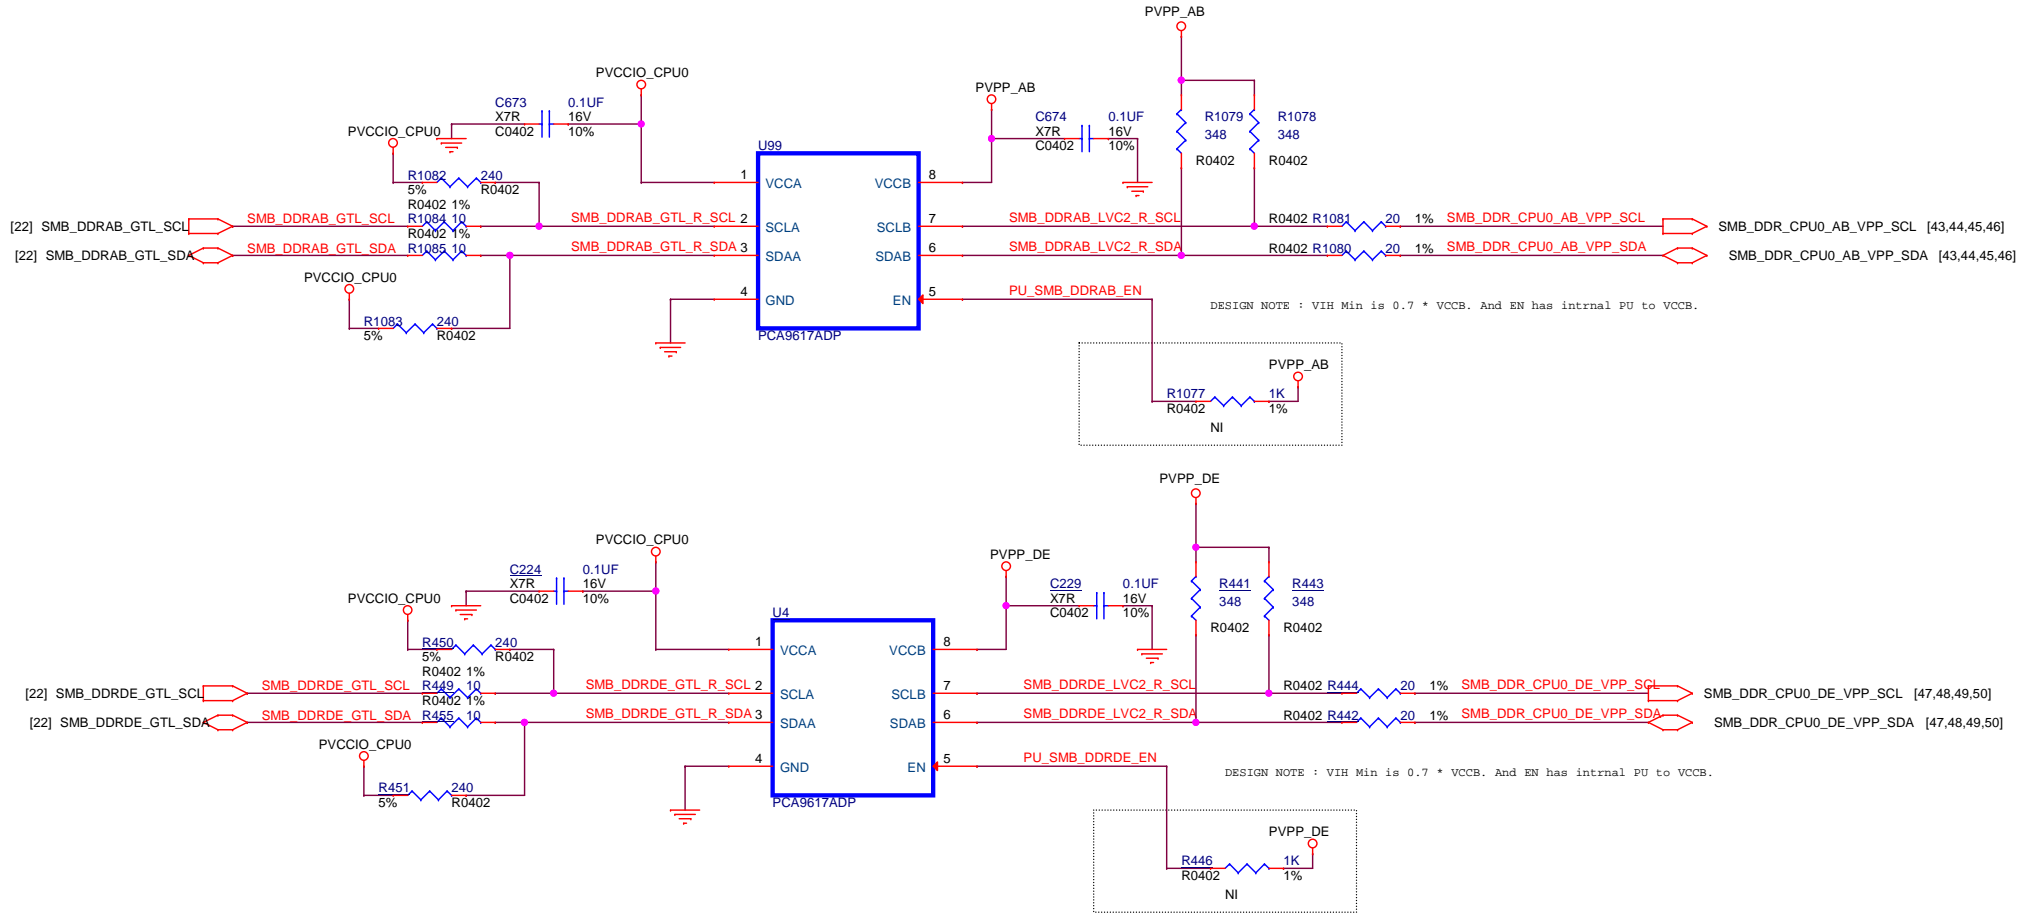 PVPP_AB
PVCCIO_CPU0
C673 0.1UF
X7R 16V
C0402 10%
PVPP_AB
C674 0.1UF
X7R 16V
C0402 10%
R1079 R1078
348 348
R0402 R0402
PVCCIO_CPU0
U99
R1082 240
5% R0402
1 VCCA VCCB 8
R0402 1%
[22] SMB_DDRAB_GTL_SCL SMB_DDRAB_GTL_SCL R1084 10 SMB_DDRAB_GTL_R_SCL 2 SCLA SCLB 7 SMB_DDRAB_LVC2_R_SCL R0402 R1081 20 1% SMB_DDR_CPU0_AB_VPP_SCL SMB_DDR_CPU0_AB_VPP_SCL [43,44,45,46]
R0402 1%
[22] SMB_DDRAB_GTL_SDA SMB_DDRAB_GTL_SDA R1085 10 SMB_DDRAB_GTL_R_SDA 3 SDAA SDAB 6 SMB_DDRAB_LVC2_R_SDA R0402 R1080 20 1% SMB_DDR_CPU0_AB_VPP_SDA SMB_DDR_CPU0_AB_VPP_SDA [43,44,45,46]
PVCCIO_CPU0
4 GND EN 5 PU_SMB_DDRAB_EN
DESIGN NOTE : VIH Min is 0.7 * VCCB. And EN has intrnal PU to VCCB.
R1083 240
5% R0402
PCA9617ADP
PVPP_AB
R1077 1K
R0402 1%
NI
PVPP_DE
PVCCIO_CPU0
C224 0.1UF
X7R 16V
C0402 10%
PVPP_DE
C229 0.1UF
X7R 16V
C0402 10%
R441 R443
348 348
R0402 R0402
PVCCIO_CPU0
U4
R450 240
5% R0402
1 VCCA VCCB 8
R0402 1%
[22] SMB_DDRDE_GTL_SCL SMB_DDRDE_GTL_SCL R449 10 SMB_DDRDE_GTL_R_SCL 2 SCLA SCLB 7 SMB_DDRDE_LVC2_R_SCL R0402 R444 20 1% SMB_DDR_CPU0_DE_VPP_SCL SMB_DDR_CPU0_DE_VPP_SCL [47,48,49,50]
R0402 1%
[22] SMB_DDRDE_GTL_SDA SMB_DDRDE_GTL_SDA R455 10 SMB_DDRDE_GTL_R_SDA 3 SDAA SDAB 6 SMB_DDRDE_LVC2_R_SDA R0402 R442 20 1% SMB_DDR_CPU0_DE_VPP_SDA SMB_DDR_CPU0_DE_VPP_SDA [47,48,49,50]
PVCCIO_CPU0
4 GND EN 5 PU_SMB_DDRDE_EN
DESIGN NOTE : VIH Min is 0.7 * VCCB. And EN has intrnal PU to VCCB.
R451 240
5% R0402
PCA9617ADP
PVPP_DE
R446 1K
R0402 1%
NI